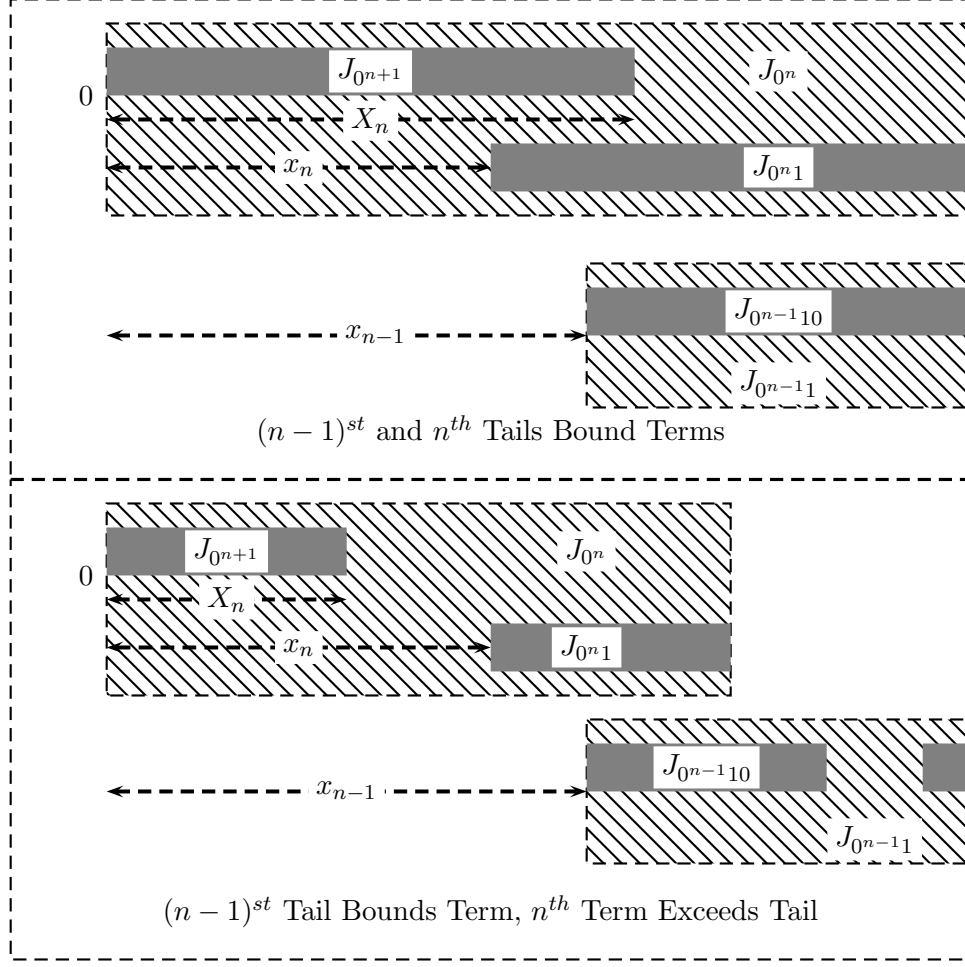 J_{0^{n+1}}
J_{0^n}
0
X_n
x_n
J_{0^n1}
J_{0^{n-1}10}
x_{n-1}
J_{0^{n-1}1}
(n − 1)^{st} and n^{th} Tails Bound Terms
J_{0^{n+1}}
J_{0^n}
0
X_n
x_n
J_{0^n1}
J_{0^{n-1}10}
x_{n-1}
J_{0^{n-1}1}
(n − 1)^{st} Tail Bounds Term, n^{th} Term Exceeds Tail